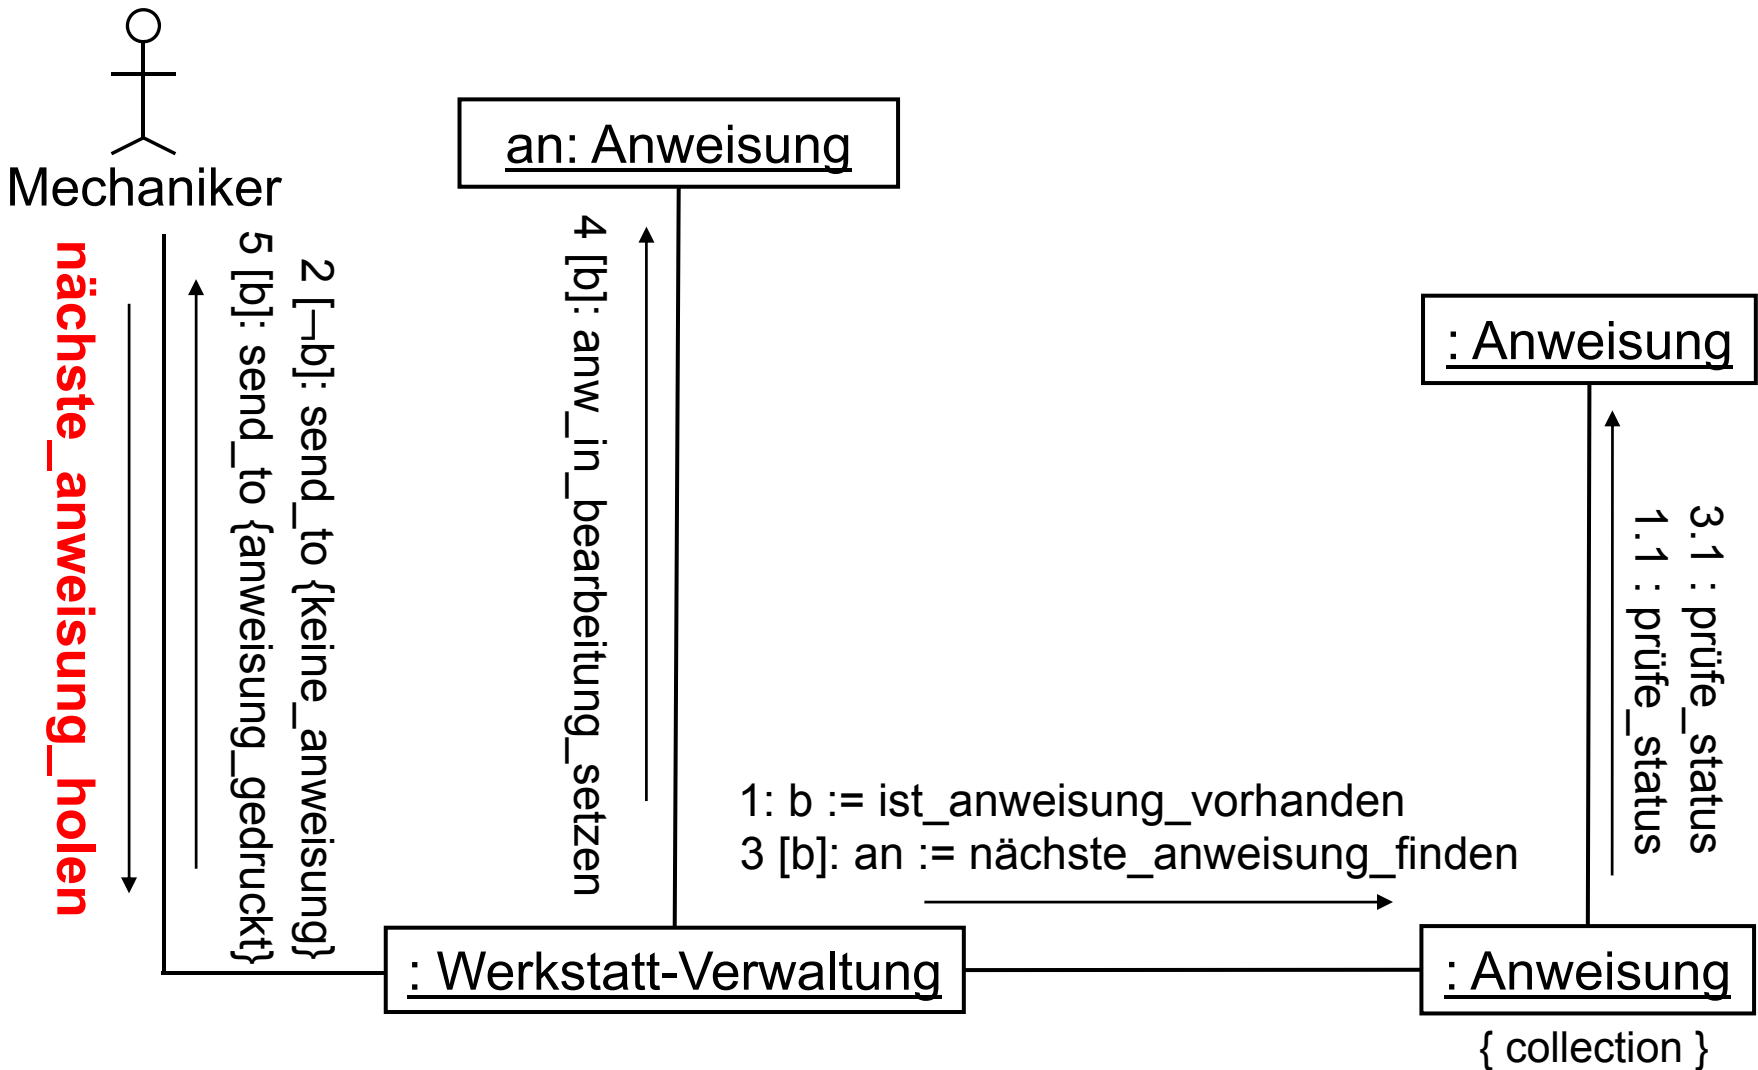 Mechaniker
nächste_anweisung_holen
2 [¬b]: send_to {keine_anweisung}
5 [b]: send_to {anweisung_gedruckt}
an: Anweisung
4 [b]: anw_in_bearbeitung_setzen
: Anweisung
3.1 : prüfe_status
1.1 : prüfe_status
1: b := ist_anweisung_vorhanden
3 [b]: an := nächste_anweisung_finden
: Werkstatt-Verwaltung
: Anweisung
{ collection }